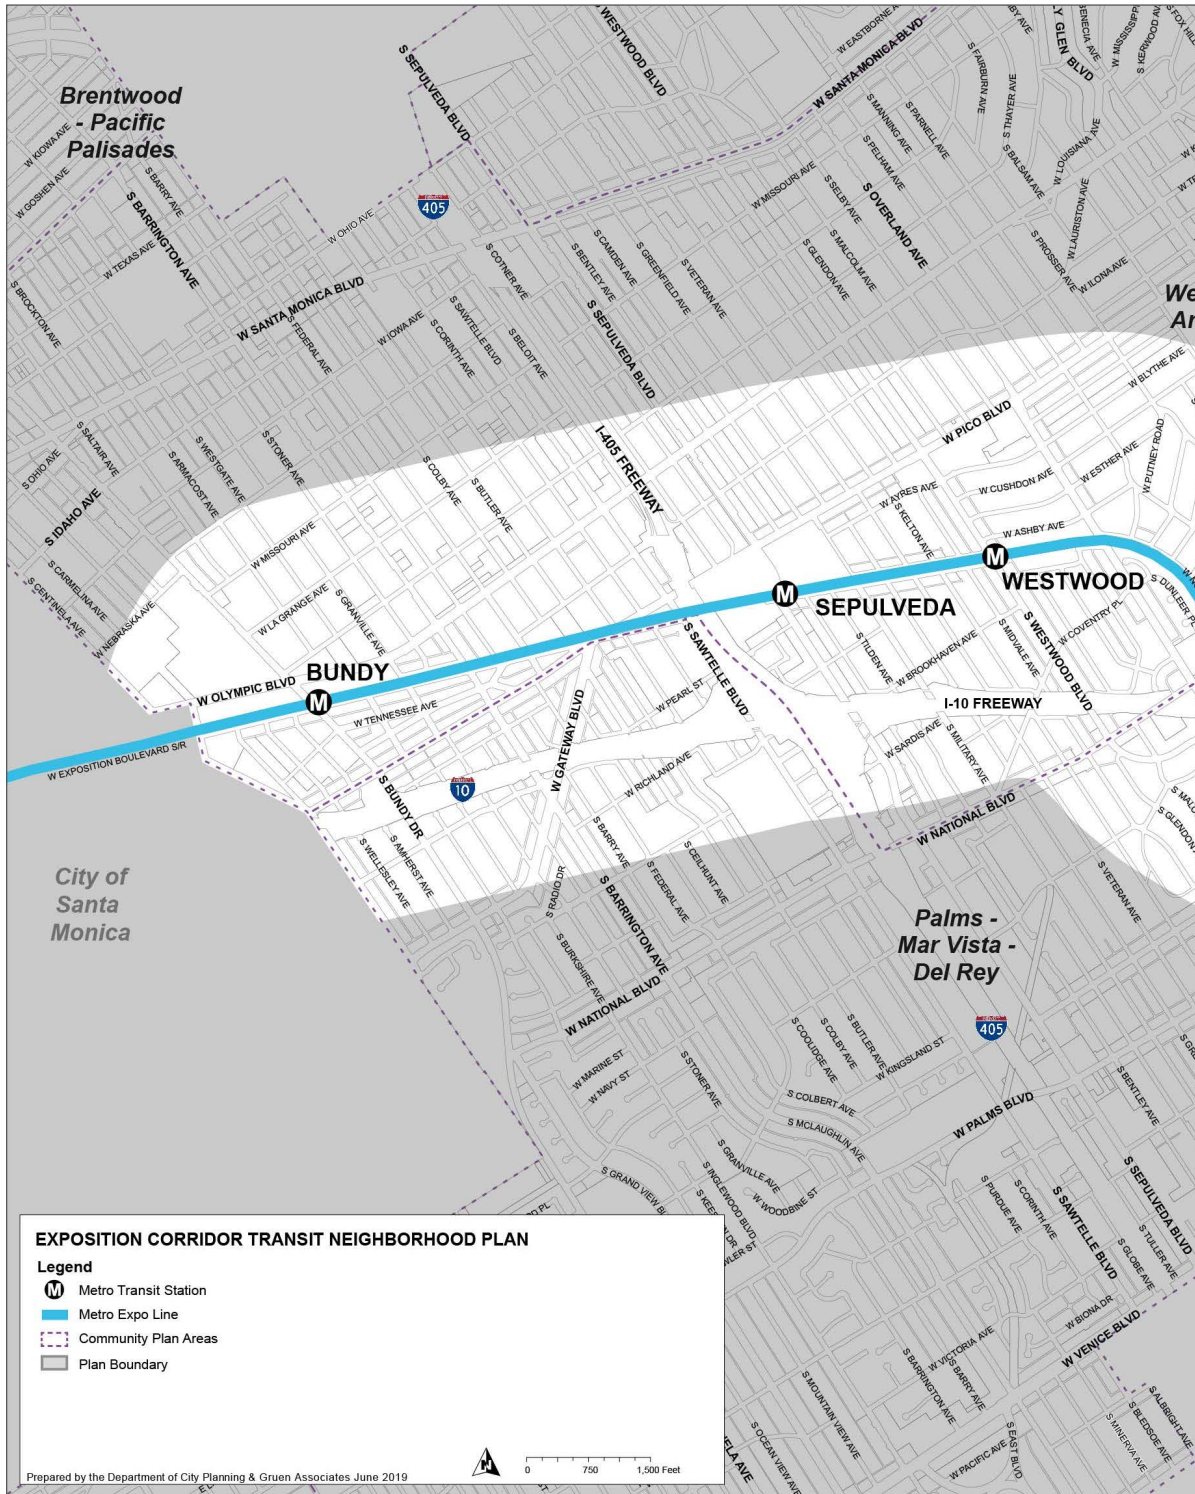 S SEPULVEDA BLVD
S WESTWOOD BLVD
W EASTBORNE AVE
W SANTA MONICA BLVD
GLEN BLVD
BENECIA AVE
S KERWOOD AVE
S FAIRBURN AVE
S THAYER AVE
Brentwood
- Pacific
Palisades
W KIOWA AVE
W GOSHEN AVE
S BARRY AVE
S BARRINGTON AVE
W TEXAS AVE
S BROCKTON AVE
W OHIO AVE
405
W SANTA MONICA BLVD
S FEDERAL AVE
W IOWA AVE
S CORINTH AVE
S SAWTELLE BLVD
S COTNER AVE
S BELOIT AVE
S BENTLEY AVE
S CAMDEN AVE
S GREENFIELD AVE
S VETERAN AVE
S SEPULVEDA BLVD
W MISSOURI AVE
S MANNING AVE
S PARNELL AVE
S PELHAM AVE
S SELBY AVE
S OVERLAND AVE
S MALCOLM AVE
S GLENDON AVE
S BALSAM AVE
W LOUISIANA AVE
W LAURISTON AVE
S PROSSER AVE
W ILONA AVE
We
Ar
W BLYTHE AVE
W PICO BLVD
W PUTNEY ROAD
W ESTHER AVE
W CUSHDON AVE
W AYRES AVE
S KELTON AVE
W ASHBY AVE
I-405 FREEWAY
S OHIO AVE
S SALTAIR AVE
S ARMACOST AVE
S WESTGATE AVE
S STONER AVE
S COLBY AVE
S BUTLER AVE
S IDAHO AVE
W MISSOURI AVE
S CARMELINA AVE
S CENTINELA AVE
W NEBRASKA AVE
W LA GRANGE AVE
S GRANVILLE AVE
M
WESTWOOD
M
SEPULVEDA
S DUNLEER PL
W COVENTRY PL
S WESTWOOD BLVD
S MIDVALE AVE
W BROOKHAVEN AVE
S TILDEN AVE
BUNDY
M
W OLYMPIC BLVD
W TENNESSEE AVE
W EXPOSITION BOULEVARD S/R
S SAWTELLE BLVD
W PEARL ST
W GATEWAY BLVD
I-10 FREEWAY
W SARDIS AVE
S MILITARY AVE
10
S BUNDY DR
W RICHLAND AVE
S WELLESLEY AVE
S AMHERST AVE
S BARRY AVE
S FEDERAL AVE
S CEILHUNT AVE
W NATIONAL BLVD
S VETERAN AVE
City of
Santa
Monica
S RADIO DR
S BARRINGTON AVE
S BURKSHIRE AVE
W NATIONAL BLVD
Palms -
Mar Vista -
Del Rey
405
W MARINE ST
W NAVY ST
S STONER AVE
S COOLIDGE AVE
S COLBY AVE
S BUTLER AVE
W KINGSLAND ST
S COLBERT AVE
S MCLAUGHLIN AVE
W PALMS BLVD
S BENTLEY AVE
S GRAND VIEW BL
S GRANVILLE AVE
S INGLEWOOD BLVD
W WOODBINE ST
S PURDUE AVE
S CORINTH AVE
S SAWTELLE BLVD
S SEPULVEDA BLVD
S TULLER AVE
S GLOBE AVE
W BIONA DR
W VENICE BLVD
W VICTORIA AVE
S BARRINGTON AVE
S BARRY AVE
S MOUNTAIN VIEW AVE
S OCEAN VIEW AVE
W PACIFIC AVE
S EAST BLVD
S MINERVA AVE
S BLEDSOE AVE
S ALBRIGHT AVE
EXPOSITION CORRIDOR TRANSIT NEIGHBORHOOD PLAN
Legend
M Metro Transit Station
Metro Expo Line
Community Plan Areas
Plan Boundary
N
0 750 1,500 Feet
Prepared by the Department of City Planning & Gruen Associates June 2019